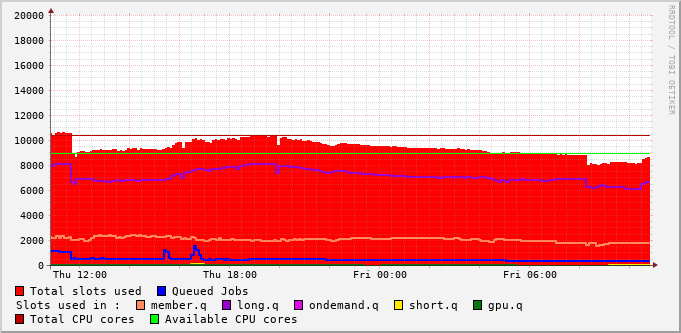 RRDTOOL / TOBI OETIKER
20000
18000
16000
14000
12000
10000
8000
6000
4000
2000
0
Thu 12:00 Thu 18:00 Fri 00:00 Fri 06:00
Total slots used Queued Jobs
Slots used in : member.q long.q ondemand.q short.q gpu.q
Total CPU cores Available CPU cores